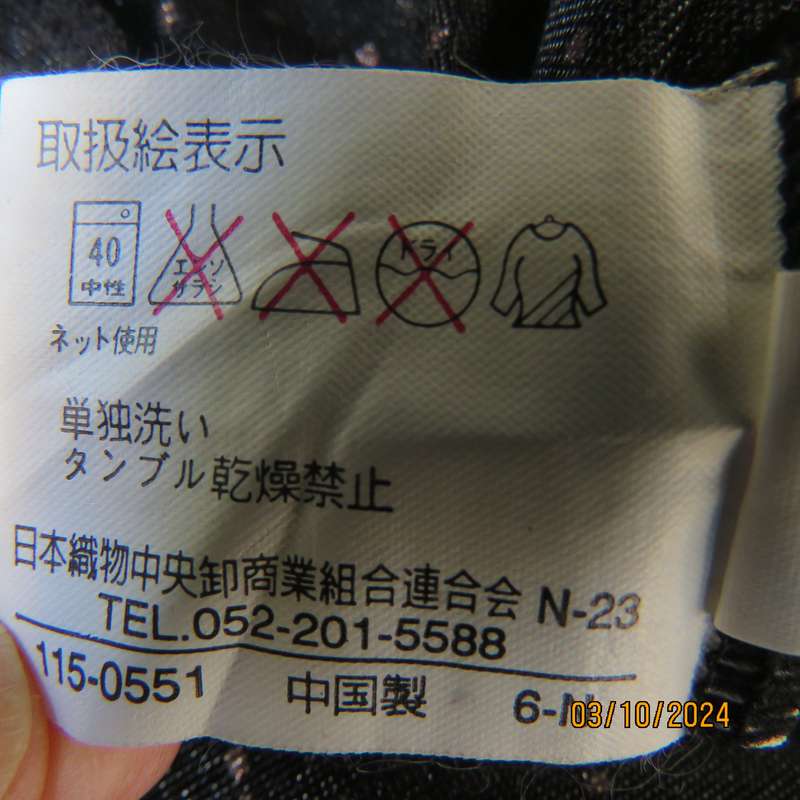 取扱絵表示
40
中性
エンソ
サラシ
ドライ
ネット使用
単独洗い
タンブル乾燥禁止
日本織物中央卸商業組合連合会 N-23
TEL.052-201-5588
115-0551 中国製 6-N
03/10/2024